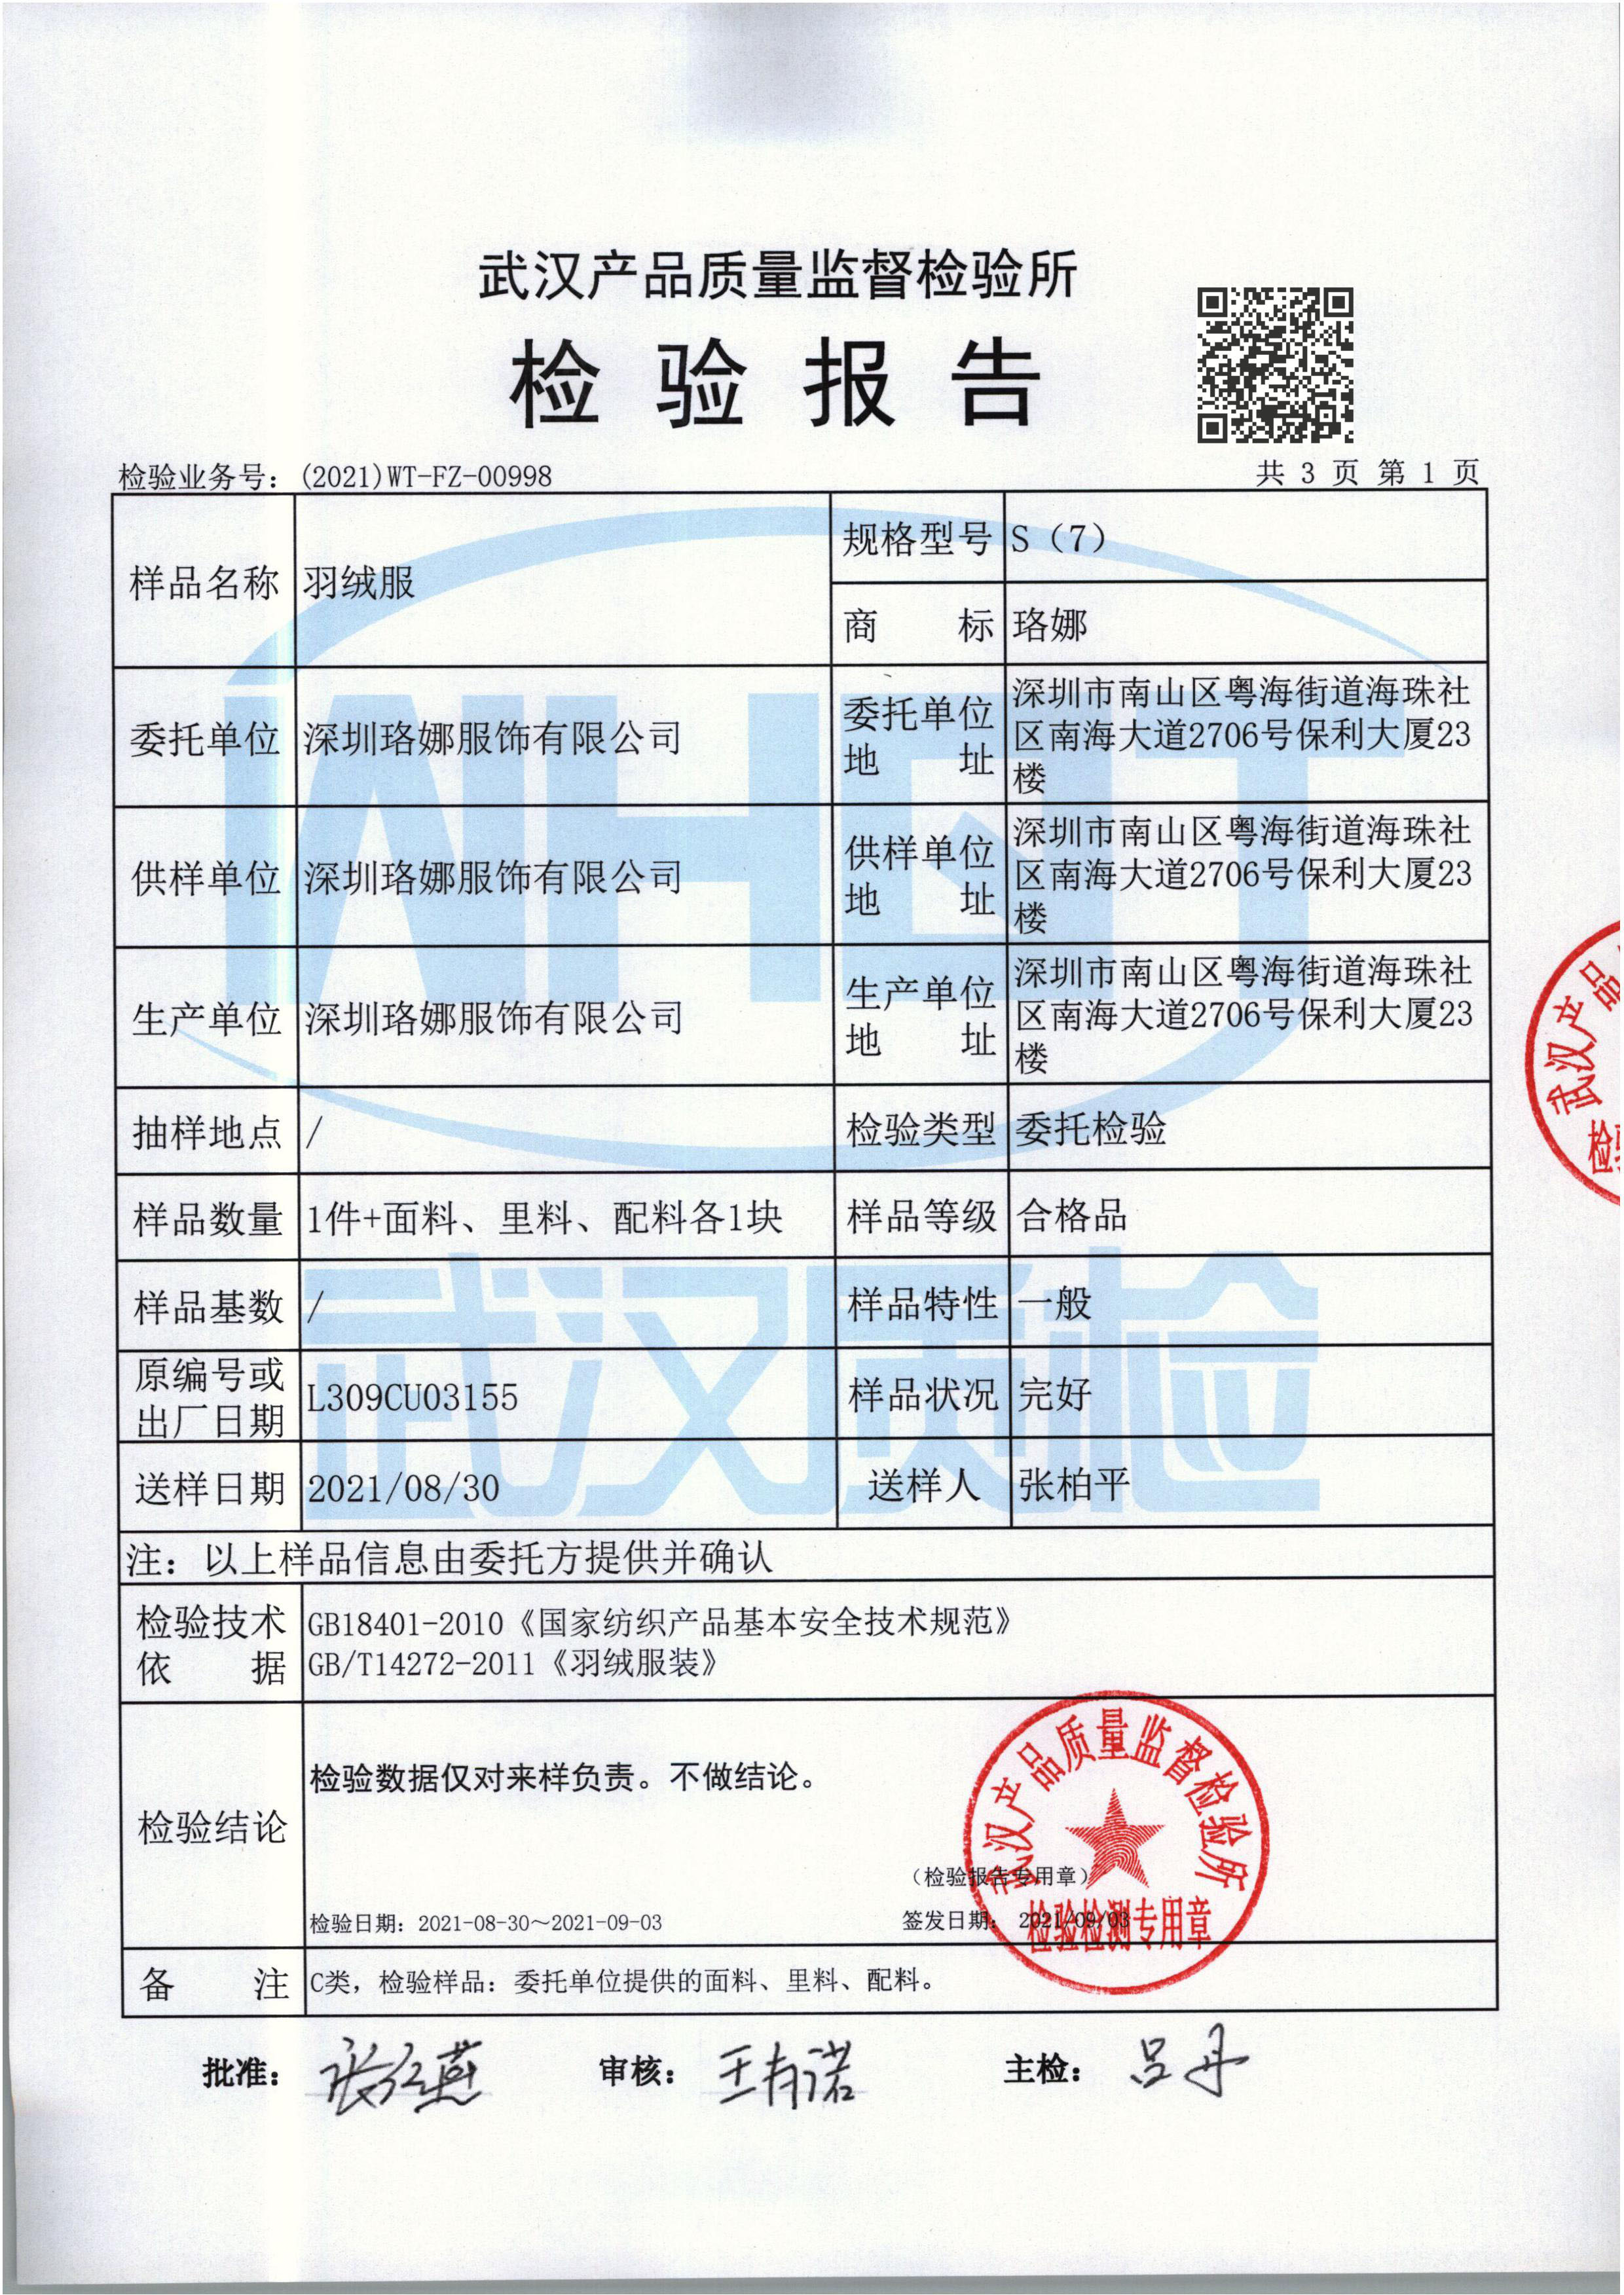 武汉产品质量监督检验所
检验报告
检验业务号：(2021)WT-FZ-00998
共 3 页 第 1 页
样品名称 羽绒服
规格型号 S（7）
商 标 珞娜
委托单位 深圳珞娜服饰有限公司
委托单位
地 址
深圳市南山区粤海街道海珠社
区南海大道2706号保利大厦23
楼
供样单位 深圳珞娜服饰有限公司
供样单位
地 址
深圳市南山区粤海街道海珠社
区南海大道2706号保利大厦23
楼
生产单位 深圳珞娜服饰有限公司
生产单位
地 址
深圳市南山区粤海街道海珠社
区南海大道2706号保利大厦23
楼
抽样地点 / 检验类型 委托检验
样品数量 1件+面料、里料、配料各1块 样品等级 合格品
样品基数 / 样品特性 一般
原编号或
出厂日期
L309CU03155 样品状况 完好
送样日期 2021/08/30 送样人 张柏平
注：以上样品信息由委托方提供并确认
检验技术
依 据
GB18401-2010《国家纺织产品基本安全技术规范》
GB/T14272-2011《羽绒服装》
检验结论
检验数据仅对来样负责。不做结论。
（检验报告专用章）
检验日期：2021-08-30～2021-09-03
签发日期：2021/09/03
备 注 C类，检验样品：委托单位提供的面料、里料、配料。
批准：张红燕 审核：王有诺 主检：吕丹
武汉产品质量监督检验所
检验检测专用章
武汉产品
检验
WHQT
武汉质检